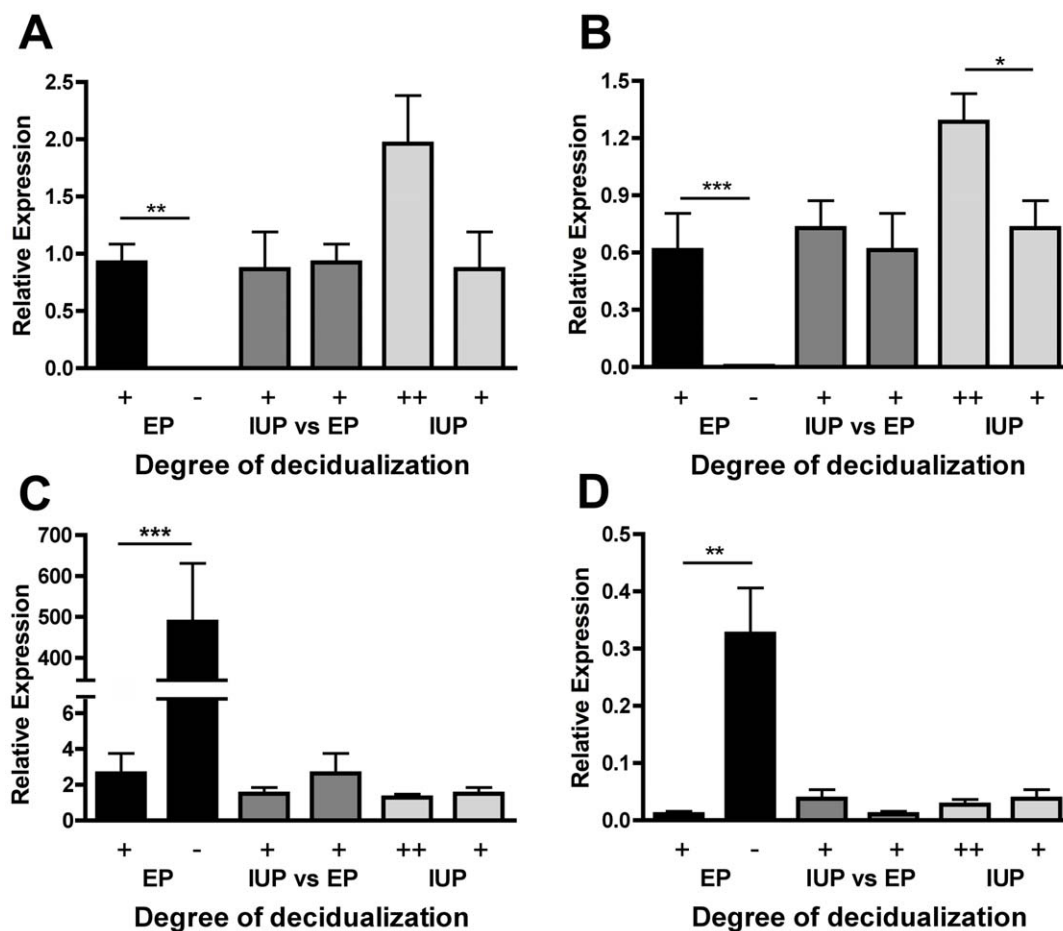 A
Relative Expression
2.5
2.0
1.5
1.0
0.5
0.0
**
+ - + + ++ +
EP IUP vs EP IUP
Degree of decidualization
B
Relative Expression
1.5
1.2
0.9
0.6
0.3
0.0
***
*
+ - + + ++ +
EP IUP vs EP IUP
Degree of decidualization
C
Relative Expression
700
600
500
400
6
4
2
0
***
+ - + + ++ +
EP IUP vs EP IUP
Degree of decidualization
D
Relative Expression
0.5
0.4
0.3
0.2
0.1
0.0
**
+ - + + ++ +
EP IUP vs EP IUP
Degree of decidualization